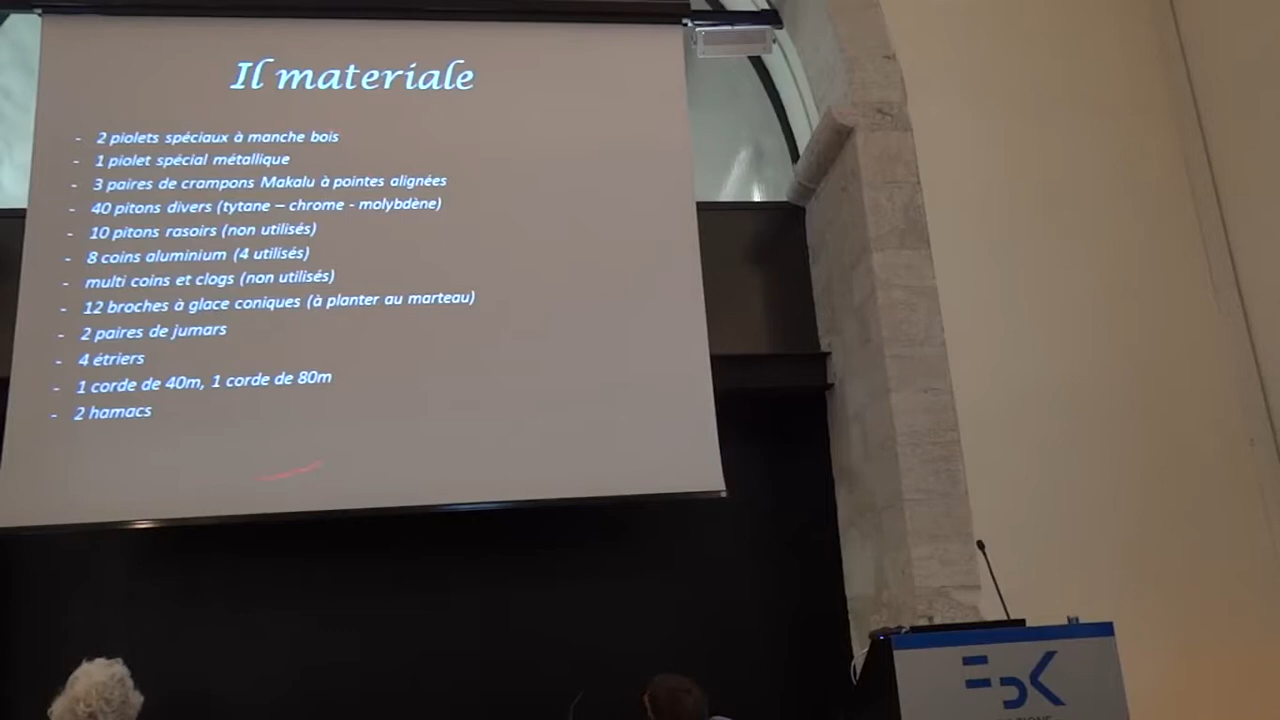 Il materiale
- 2 piolets spéciaux à manche bois
- 1 piolet spécial métallique
- 3 paires de crampons Makalu à pointes alignées
- 40 pitons divers (tytane – chrome - molybdène)
- 10 pitons rasoirs (non utilisés)
- 8 coins aluminium (4 utilisés)
- multi coins et clogs (non utilisés)
- 12 broches à glace coniques (à planter au marteau)
- 2 paires de jumars
- 4 étriers
- 1 corde de 40m, 1 corde de 80m
- 2 hamacs
FBK